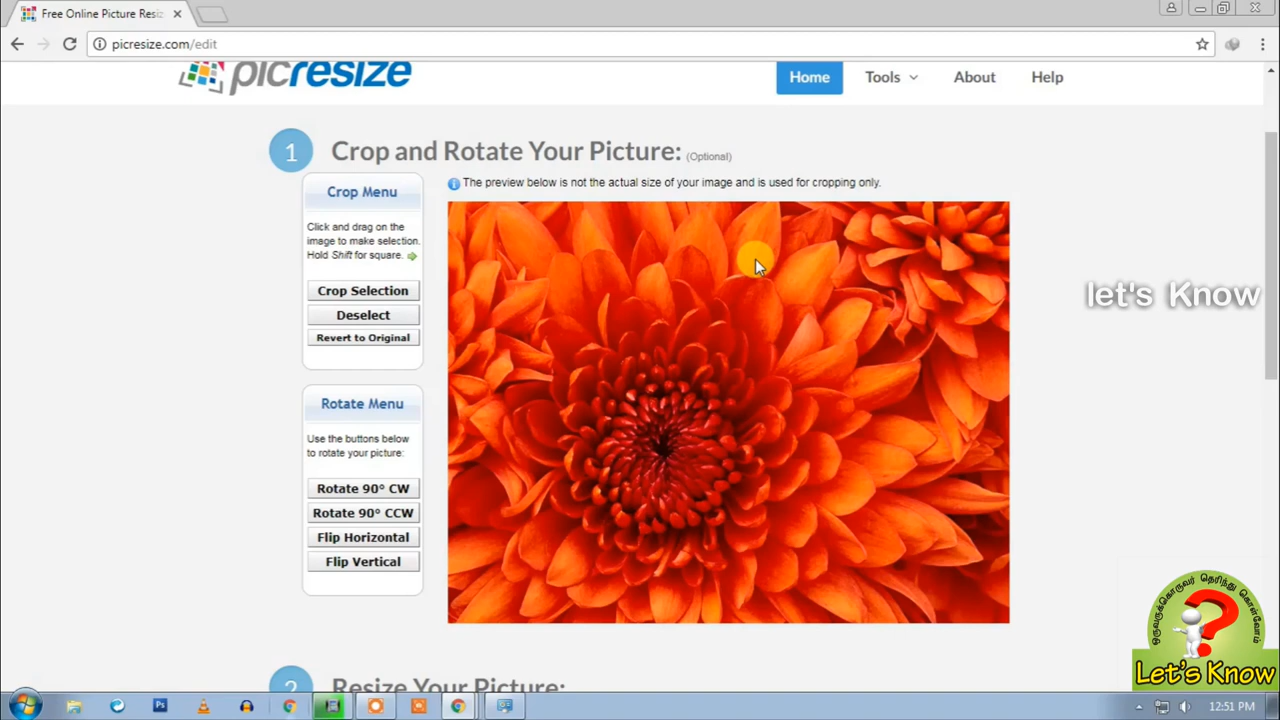 Free Online Picture Resiz
picresize.com/edit
picresize
Home
Tools
About
Help
1
Crop and Rotate Your Picture: (Optional)
Crop Menu
Click and drag on the
image to make selection.
Hold Shift for square.
Crop Selection
Deselect
Revert to Original
The preview below is not the actual size of your image and is used for cropping only.
Rotate Menu
Use the buttons below
to rotate your picture:
Rotate 90° CW
Rotate 90° CCW
Flip Horizontal
Flip Vertical
let's Know
ஒருவருக்கொருவர் தெரிந்து கொள்வோம்
?
Let's Know
2
Resize Your Picture:
Ps
12:51 PM